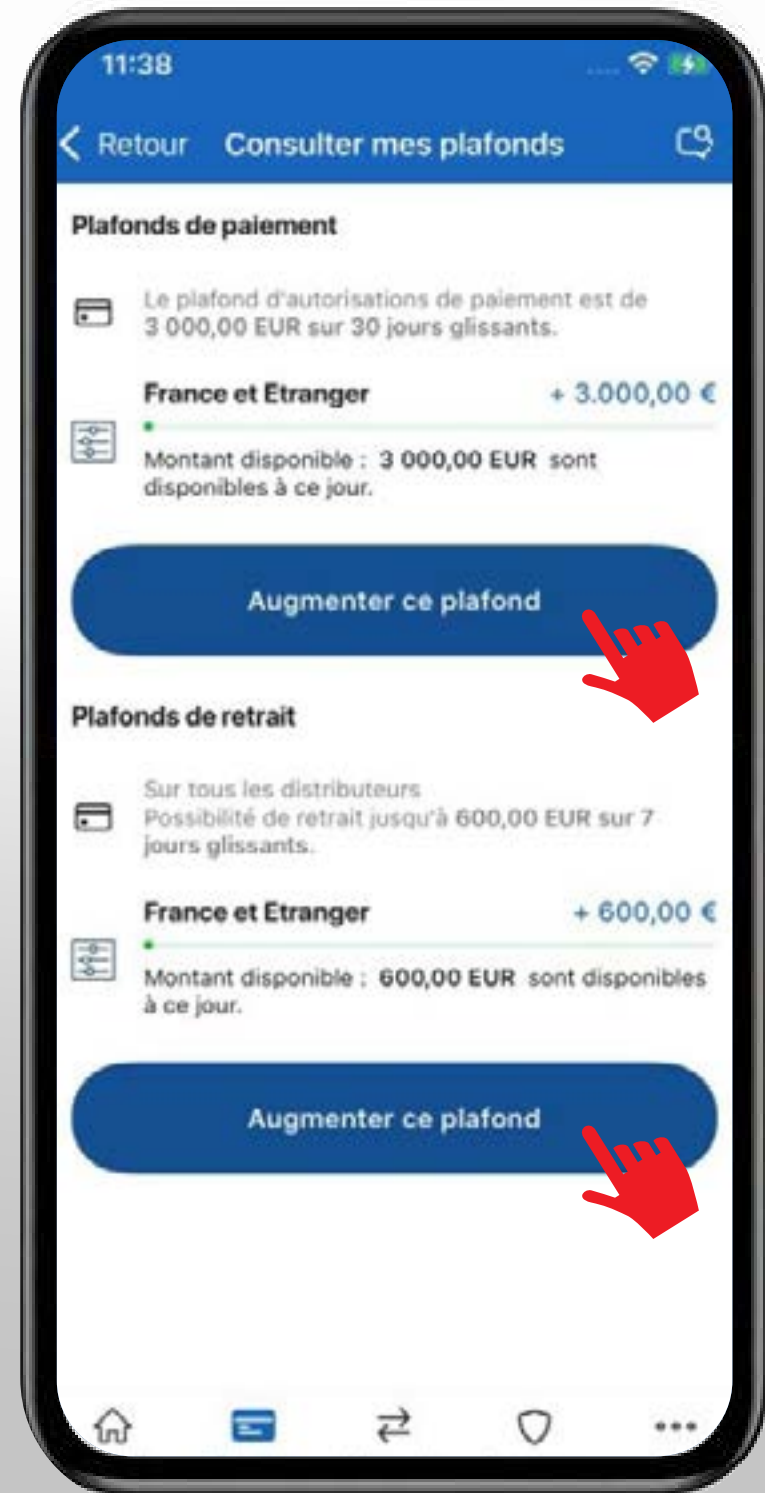 11:38
Retour Consulter mes plafonds
Plafonds de paiement
Le plafond d'autorisations de paiement est de
3 000,00 EUR sur 30 jours glissants.
France et Etranger + 3.000,00 €
Montant disponible : 3 000,00 EUR sont
disponibles à ce jour.
Augmenter ce plafond
Plafonds de retrait
Sur tous les distributeurs
Possibilité de retrait jusqu'à 600,00 EUR sur 7
jours glissants.
France et Etranger + 600,00 €
Montant disponible : 600,00 EUR sont disponibles
à ce jour.
Augmenter ce plafond